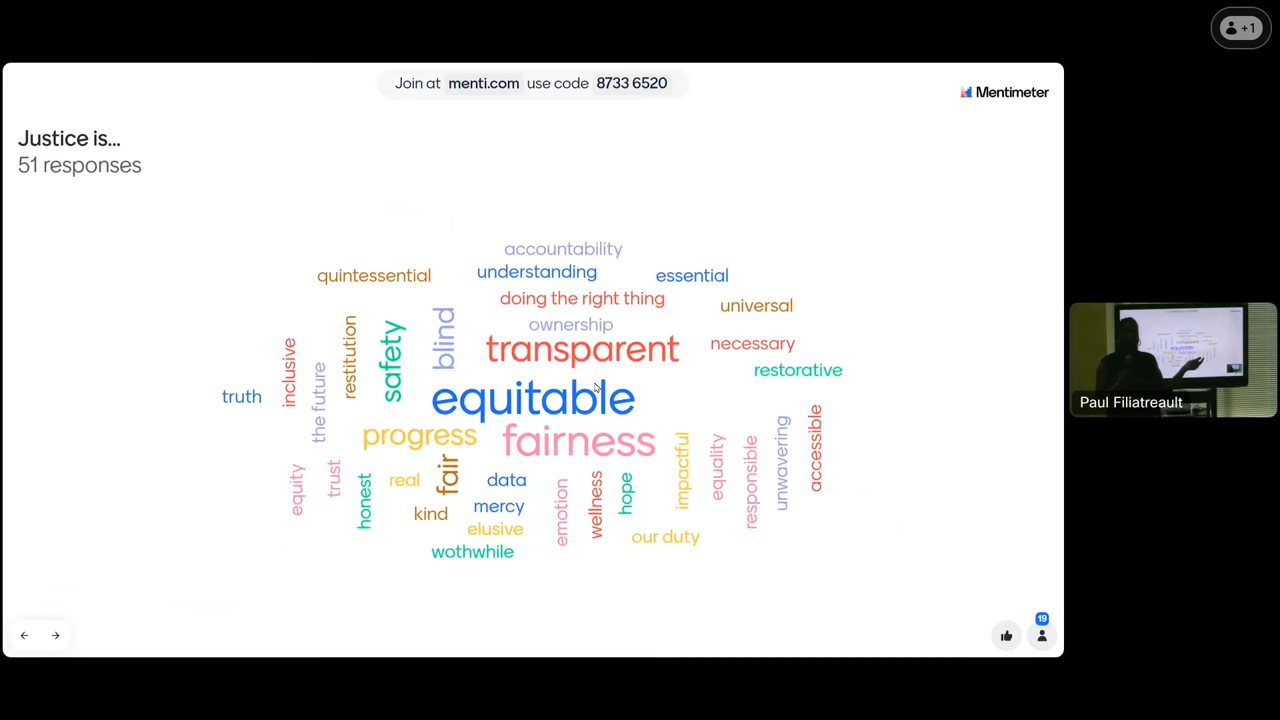 +1
Join at menti.com use code 8733 6520
Mentimeter
Justice is...
51 responses
accountability
understanding
quintessential
essential
doing the right thing
universal
ownership
blind
transparent
necessary
safety
restitution
inclusive
restorative
the future
truth
equitable
progress
fairness
fair
equity
trust
honest
real
data
kind
mercy
elusive
wothwhile
emotion
wellness
hope
our duty
impactful
equality
responsible
unwavering
accessible
19
Paul Filiatreault